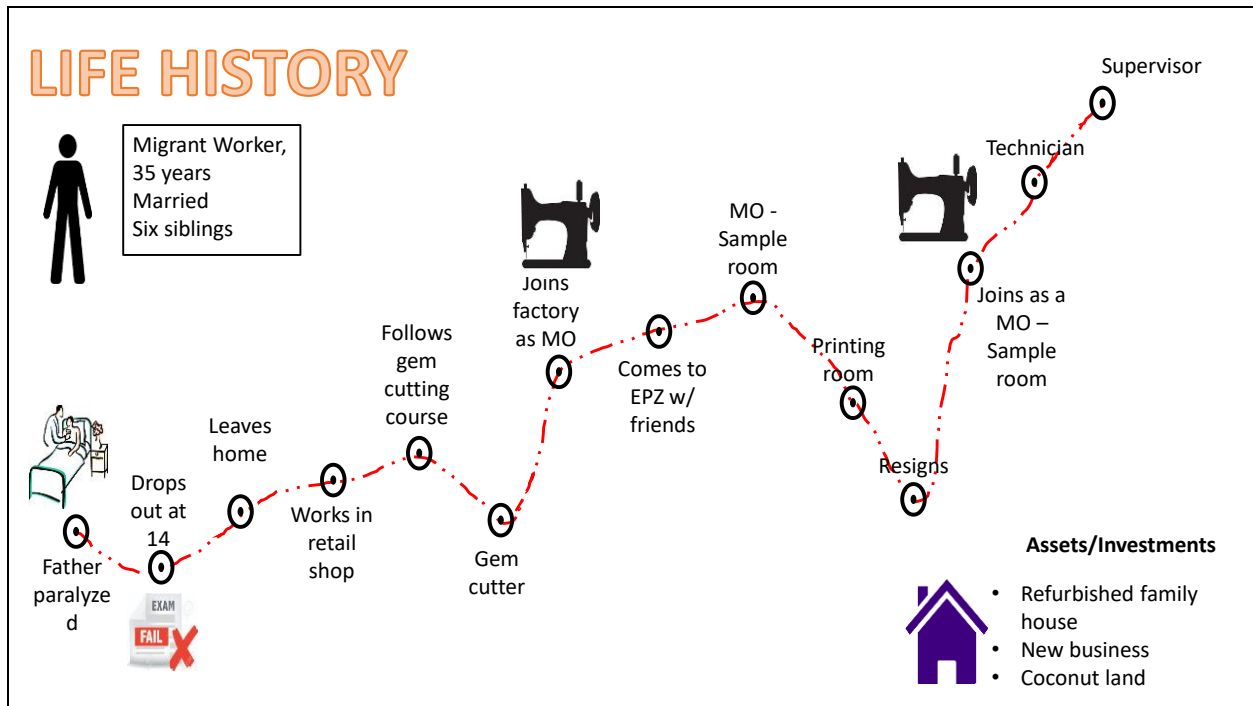 LIFE HISTORY
Migrant Worker,
35 years
Married
Six siblings
Father
paralyze
d
Drops
out at
14
EXAM
FAIL
Leaves
home
Works in
retail
shop
Follows
gem
cutting
course
Gem
cutter
Joins
factory
as MO
Comes to
EPZ w/
friends
MO -
Sample
room
Printing
room
Resigns
Joins as a
MO –
Sample
room
Technician
Supervisor
Assets/Investments
• Refurbished family
house
• New business
• Coconut land